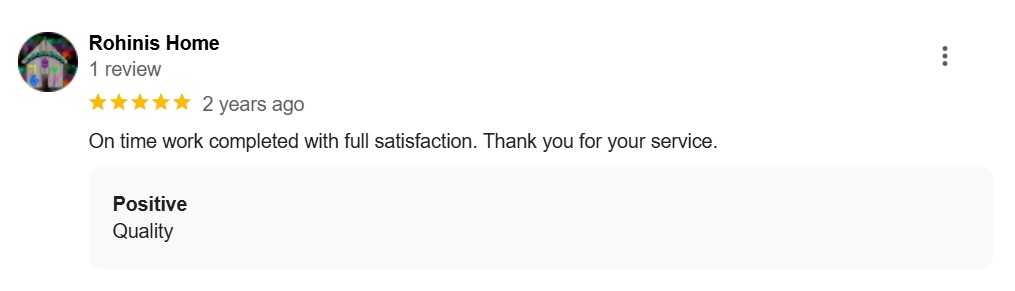 Rohinis Home
1 review
2 years ago
On time work completed with full satisfaction. Thank you for your service.
Positive
Quality